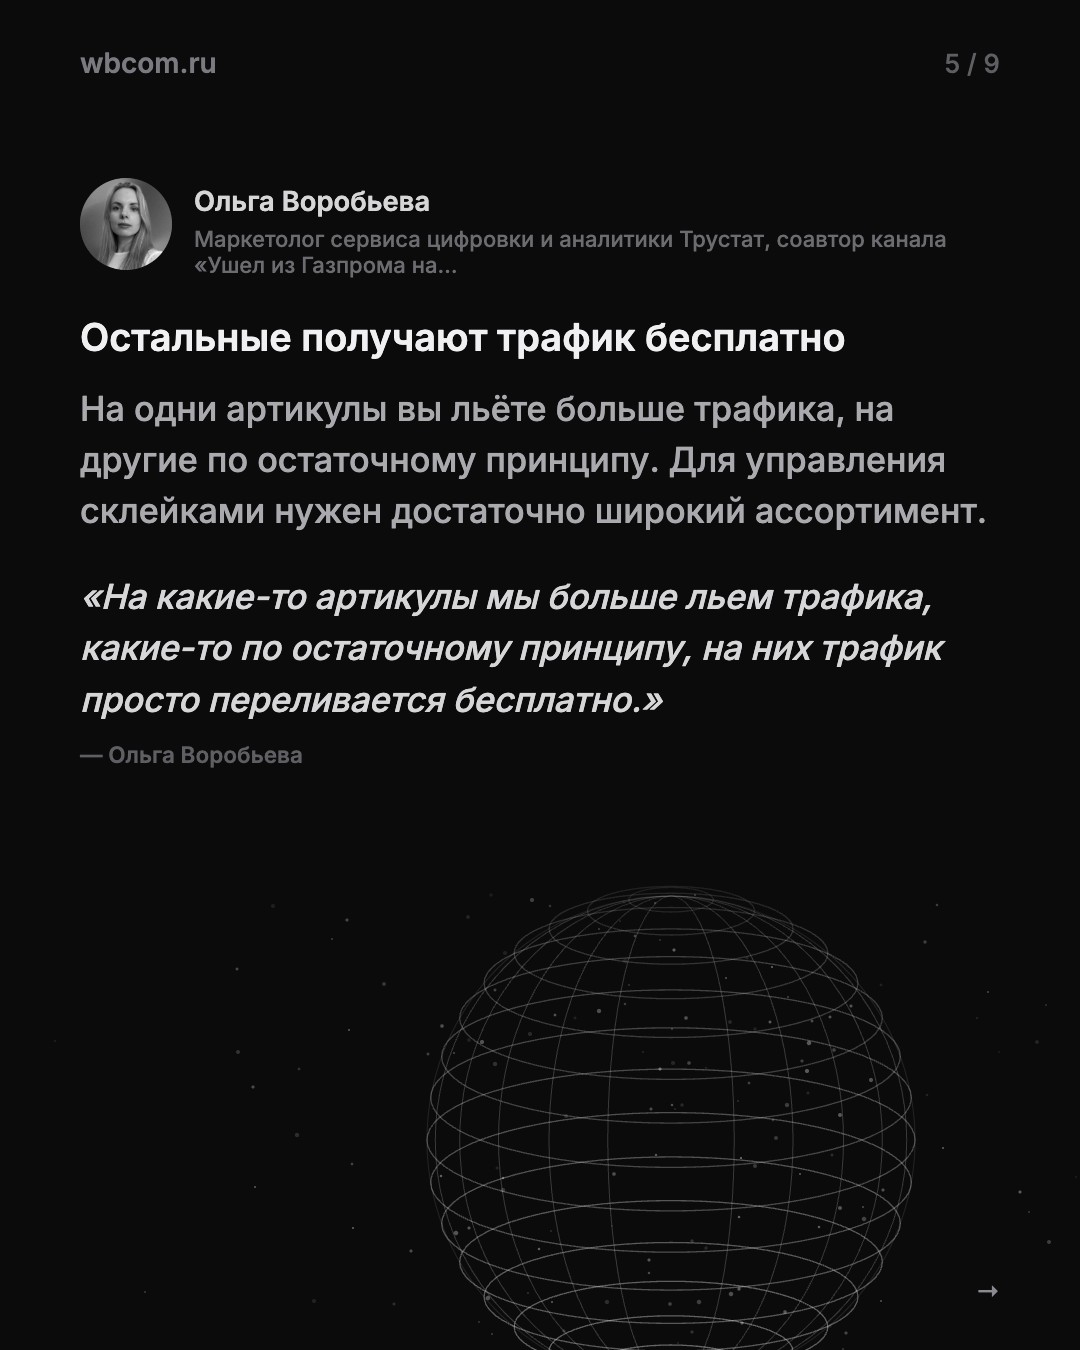 wbcom.ru
5 / 9
Ольга Воробьева
Маркетолог сервиса цифровки и аналитики Трустат, соавтор канала
«Ушел из Газпрома на...
Остальные получают трафик бесплатно
На одни артикулы вы льёте больше трафика, на
другие по остаточному принципу. Для управления
склейками нужен достаточно широкий ассортимент.
«На какие-то артикулы мы больше льем трафика,
какие-то по остаточному принципу, на них трафик
просто переливается бесплатно.»
— Ольга Воробьева
→